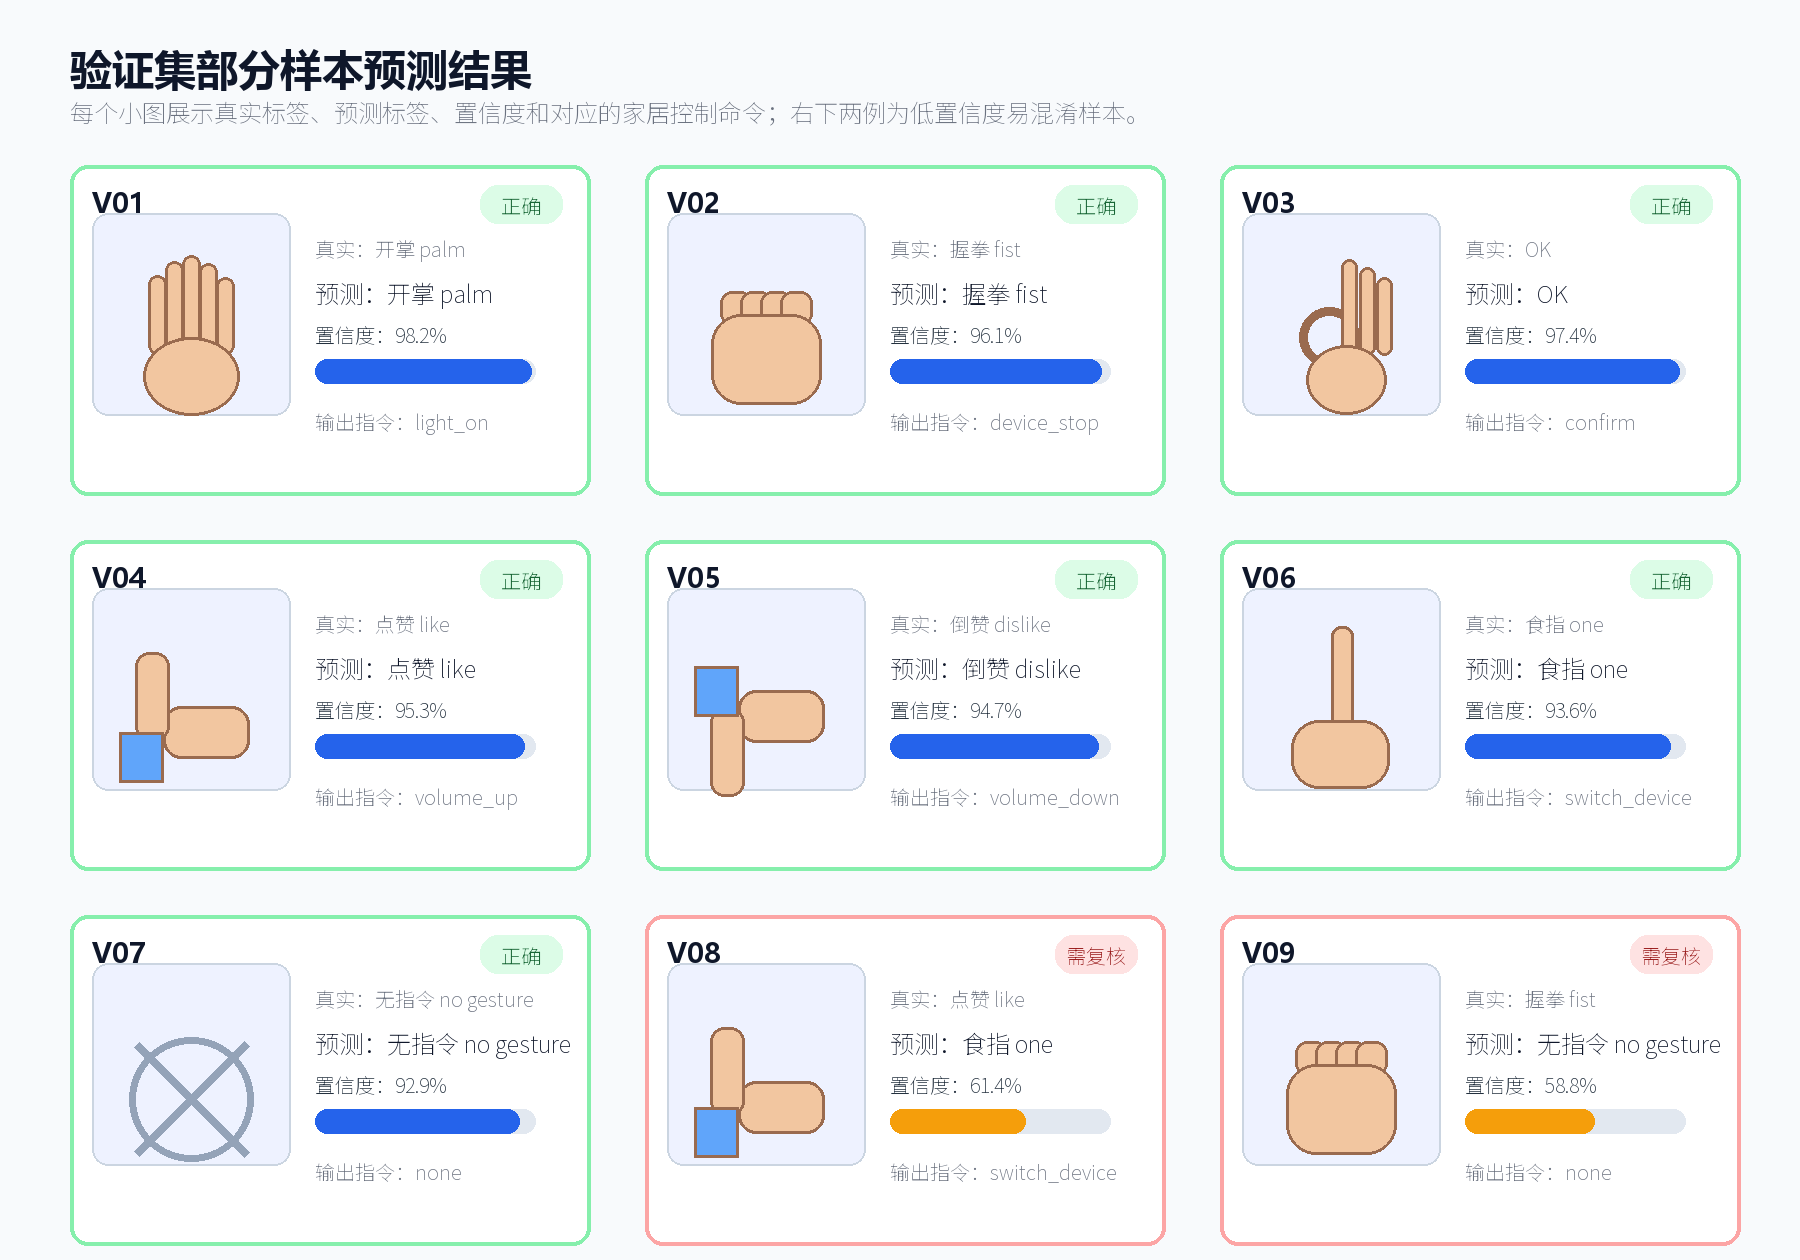 验证集部分样本预测结果
每个小图展示真实标签、预测标签、置信度和对应的家居控制命令；右下两例为低置信度易混淆样本。
V01
正确
真实：开掌 palm
预测：开掌 palm
置信度：98.2%
输出指令：light_on
V02
正确
真实：握拳 fist
预测：握拳 fist
置信度：96.1%
输出指令：device_stop
V03
正确
真实：OK
预测：OK
置信度：97.4%
输出指令：confirm
V04
正确
真实：点赞 like
预测：点赞 like
置信度：95.3%
输出指令：volume_up
V05
正确
真实：倒赞 dislike
预测：倒赞 dislike
置信度：94.7%
输出指令：volume_down
V06
正确
真实：食指 one
预测：食指 one
置信度：93.6%
输出指令：switch_device
V07
正确
真实：无指令 no gesture
预测：无指令 no gesture
置信度：92.9%
输出指令：none
V08
需复核
真实：点赞 like
预测：食指 one
置信度：61.4%
输出指令：switch_device
V09
需复核
真实：握拳 fist
预测：无指令 no gesture
置信度：58.8%
输出指令：none